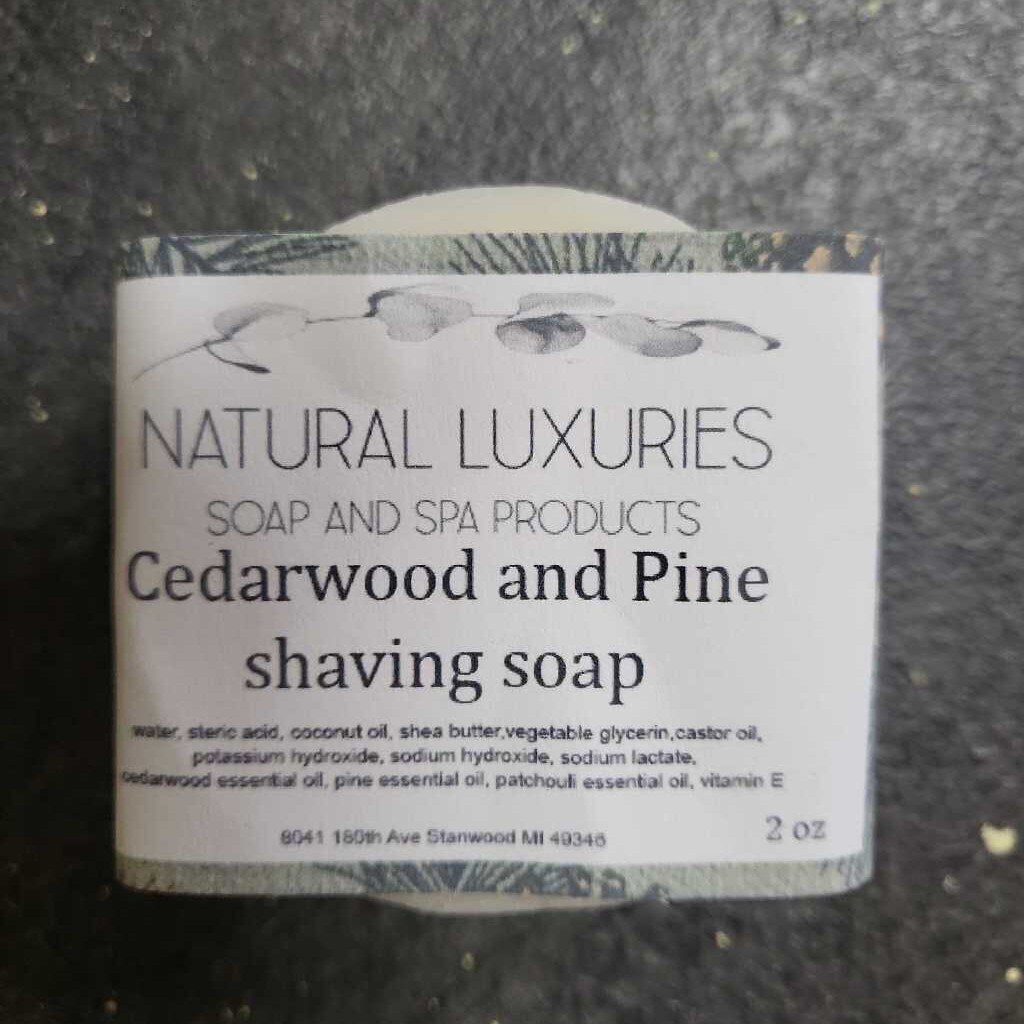 NATURAL LUXURIES
SOAP AND SPA PRODUCTS
Cedarwood and Pine
shaving soap
water, steric acid, coconut oil, shea butter,vegetable glycerin,castor oil,
potassium hydroxide, sodium hydroxide, sodium lactate,
cedarwood essential oil, pine essential oil, patchouli essential oil, vitamin E
2 oz
8041 180th Ave Stanwood MI 49346